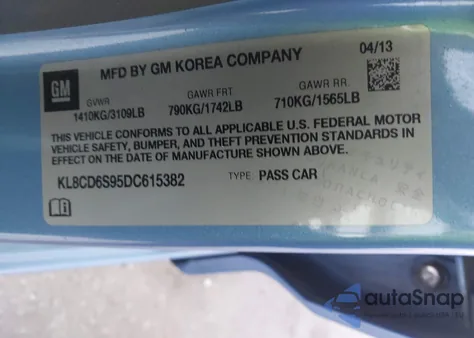 MFD BY GM KOREA COMPANY
04/13
GM
GVWR
GAWR FRT
GAWR RR
1410KG/3109LB
790KG/1742LB
710KG/1565LB
THIS VEHICLE CONFORMS TO ALL APPLICABLE U.S. FEDERAL MOTOR
VEHICLE SAFETY, BUMPER, AND THEFT PREVENTION STANDARDS IN
EFFECT ON THE DATE OF MANUFACTURE SHOWN ABOVE.
KL8CD6S95DC615382
TYPE: PASS CAR
autoSnap